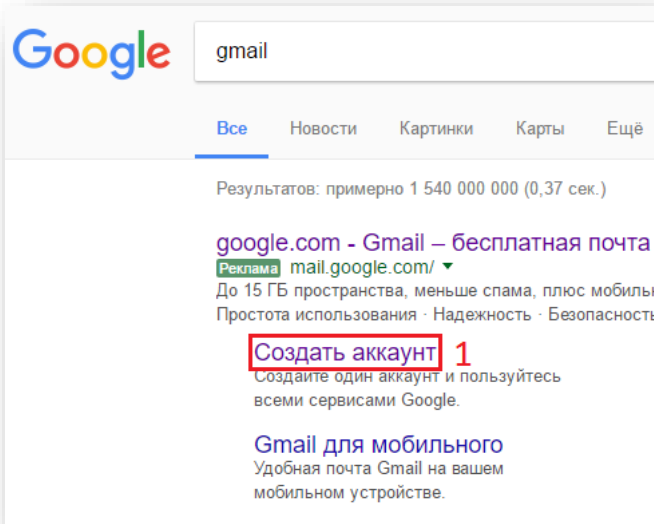 Google
gmail
Все Новости Картинки Карты Ещё
Результатов: примерно 1 540 000 000 (0,37 сек.)
google.com - Gmail – бесплатная почта
Реклама mail.google.com/
До 15 ГБ пространства, меньше спама, плюс
Простота использования · Надежность ·
Создать аккаунт 1
Создайте один аккаунт и пользуйтесь
всеми сервисами Google.
Gmail для мобильного
Удобная почта Gmail на вашем
мобильном устройстве.